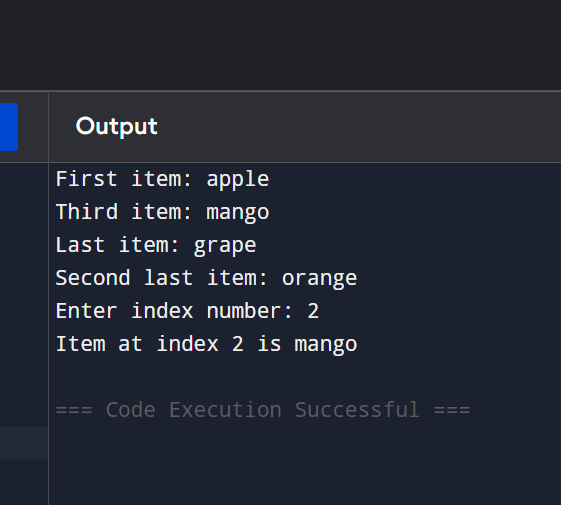 Output
First item: apple
Third item: mango
Last item: grape
Second last item: orange
Enter index number: 2
Item at index 2 is mango
=== Code Execution Successful ===